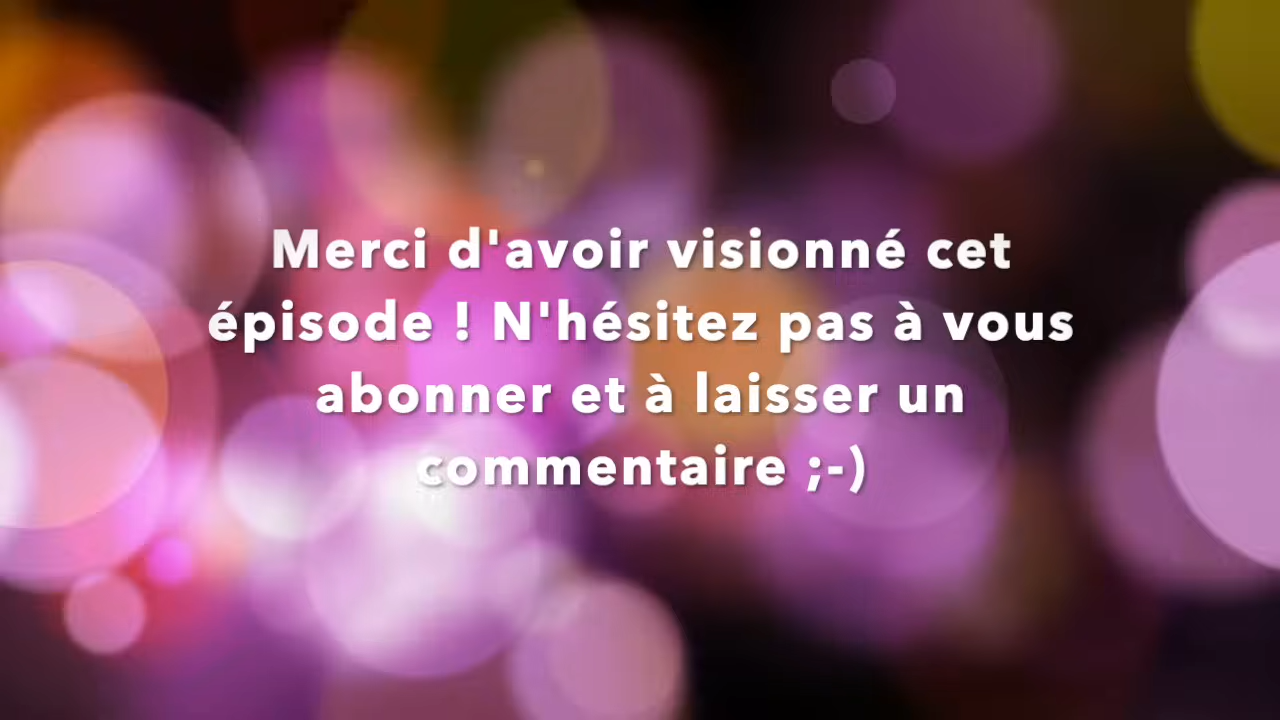 Merci d'avoir visionné cet
épisode ! N'hésitez pas à vous
abonner et à laisser un
commentaire ;-)